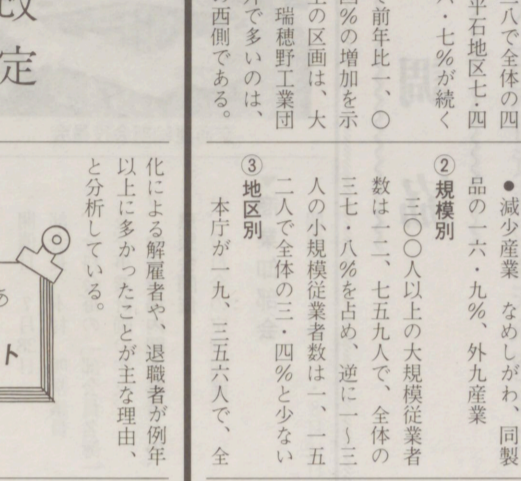 二八で全体の四
平石地区七・四
八・七％が続く
前年比一、〇
四％の増加を示
の区画は、大
瑞穂野工業団
で多いのは、
の西側である。
●減少産業　なめしがわ、同製
品の一六・九％、外九産業
②規模別
三〇〇人以上の大規模従業者
数は一二、七五九人で、全体の
三七・八％を占め、逆に一～三
人の小規模従業者数は一、一五
二人で全体の三・四％と少ない
③地区別
本庁が一九、三五六人で、全
定
化による解雇者や、退職者が例年
以上に多かったことが主な理由、
と分析している。
ト